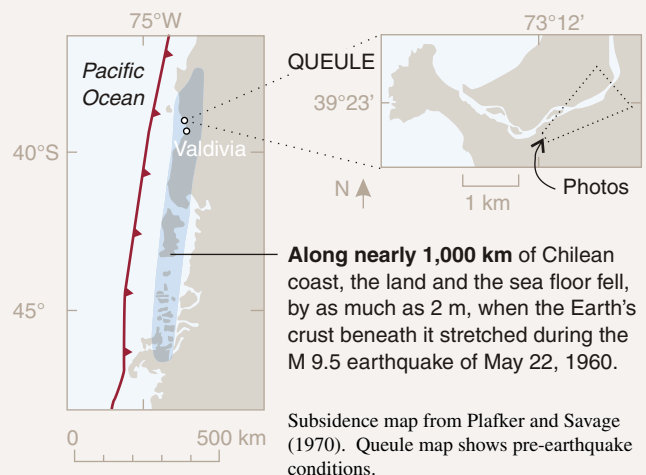 75°W
Pacific
Ocean
40°S
Valdivia
45°
0 500 km
QUEULE
73°12'
39°23'
N
1 km
Photos
Along nearly 1,000 km of Chilean
coast, the land and the sea floor fell,
by as much as 2 m, when the Earth's
crust beneath it stretched during the
M 9.5 earthquake of May 22, 1960.
Subsidence map from Plafker and Savage
(1970). Queule map shows pre-earthquake
conditions.